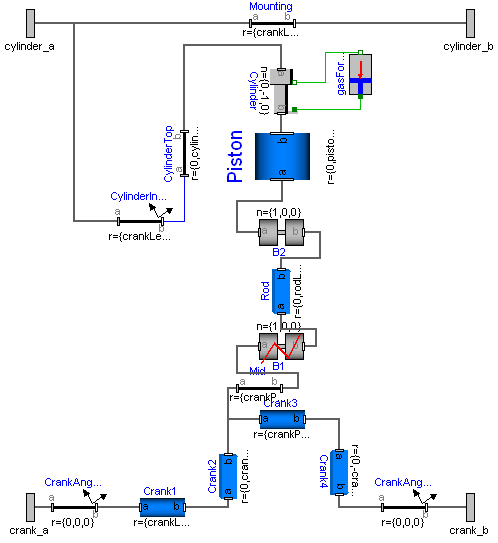 Mounting
a b
cylinder_a
r={crankL...
cylinder_b
Cylinder
n={0,-1,0}
a
b
gasFor...
CylinderTop
b
a
r={0,cylin...
Piston
b
a
r={0,pisto...
CylinderIn...
a b
r={crankLe...
n={1,0,0}
a b
B2
Rod
b
a
r={0,rodL...
n={1,0,0}
a b
B1
Mid
a b
r={crankP...
Crank3
a b
r={crankP...
Crank2
b
a
r={0,cran...
Crank4
a
b
r={0,-cra...
CrankAng...
a b
r={0,0,0}
crank_a
Crank1
a b
r={crankL...
CrankAng...
a b
r={0,0,0}
crank_b